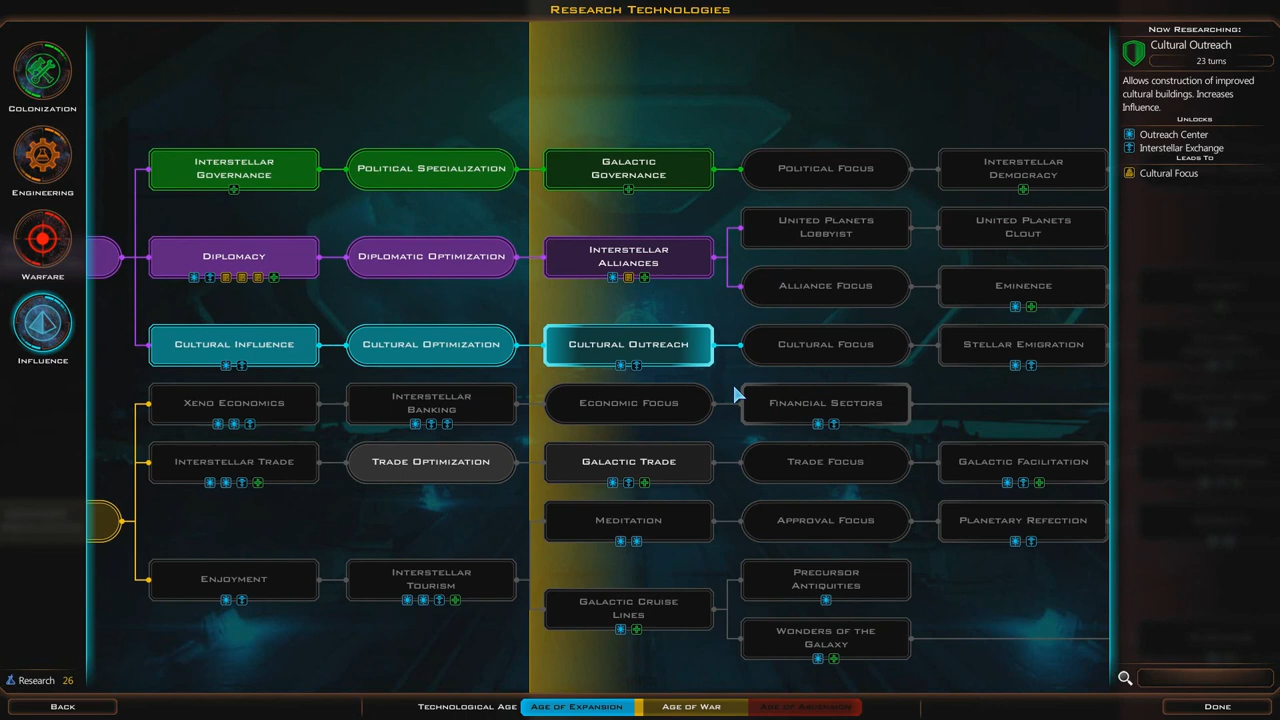 Research Technologies
Now Researching:
Cultural Outreach
23 turns
Allows construction of improved
cultural buildings. Increases
Influence.
Unlocks
Outreach Center
Interstellar Exchange
Leads To
Cultural Focus
Colonization
Engineering
Warfare
Influence
Interstellar
Governance
Political Specialization
Galactic
Governance
Political Focus
Interstellar
Democracy
United Planets
Lobbyist
United Planets
Clout
Diplomacy
Diplomatic Optimization
Interstellar
Alliances
Alliance Focus
Eminence
Cultural Influence
Cultural Optimization
Cultural Outreach
Cultural Focus
Stellar Emigration
Xeno Economics
Interstellar
Banking
Economic Focus
Financial Sectors
Interstellar Trade
Trade Optimization
Galactic Trade
Trade Focus
Galactic Facilitation
Meditation
Approval Focus
Planetary Refection
Enjoyment
Interstellar
Tourism
Galactic Cruise
Lines
Precursor
Antiquities
Wonders of the
Galaxy
Research 26
Back
Technological Age
Age of Expansion
Age of War
Age of Ascension
Done